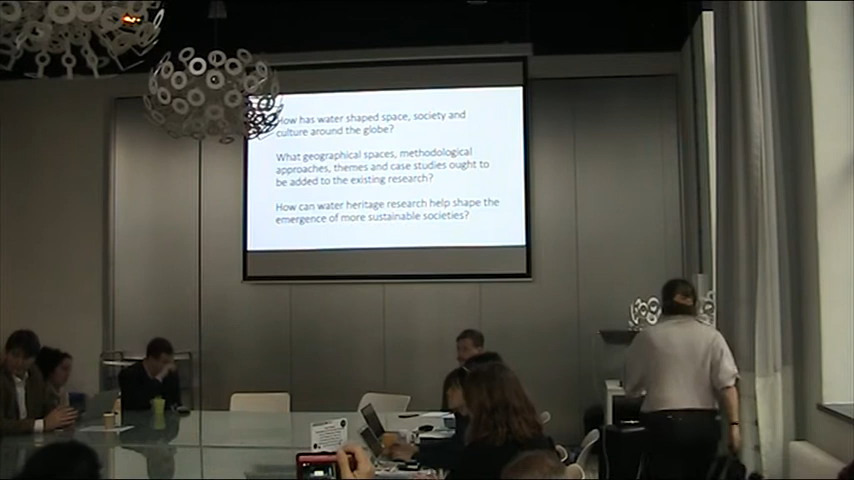 How has water shaped space, society and
culture around the globe?
What geographical spaces, methodological
approaches, themes and case studies ought to
be added to the existing research?
How can water heritage research help shape the
emergence of more sustainable societies?